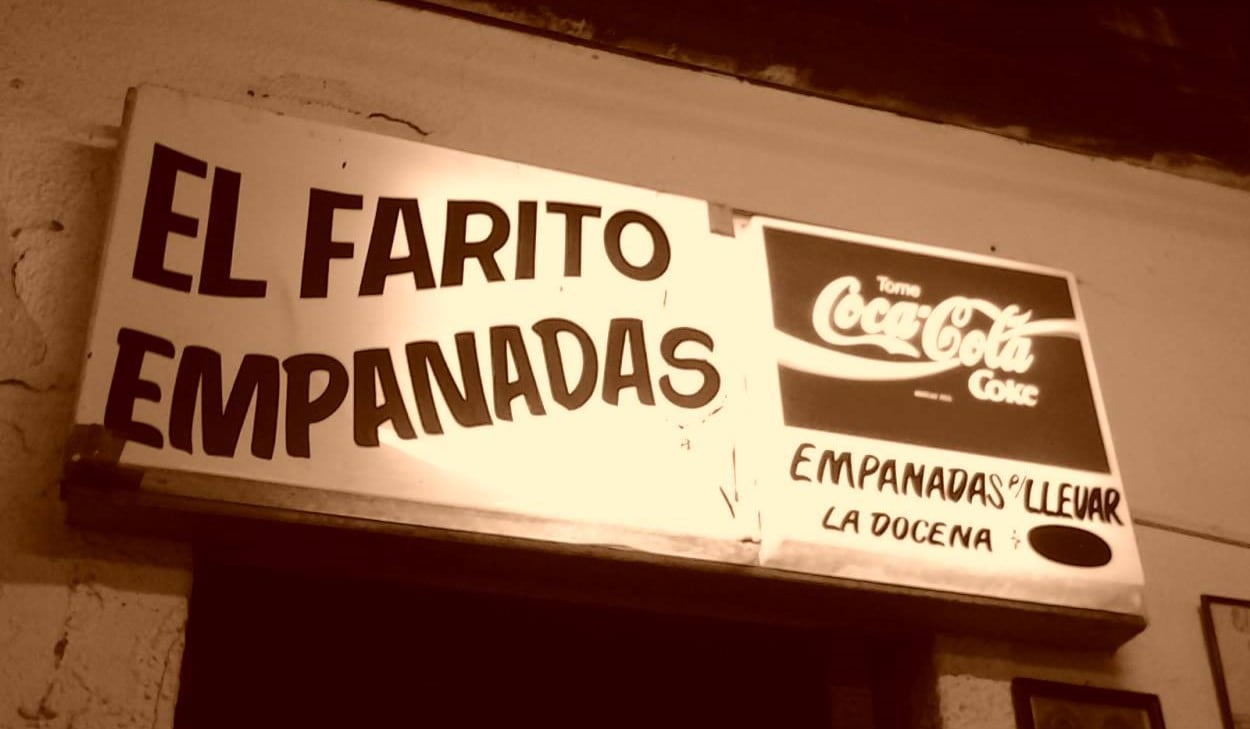 EL FARITO
EMPANADAS
Tome
Coca-Cola
Coke
EMPANADAS P/LLEVAR
LA DOCENA $